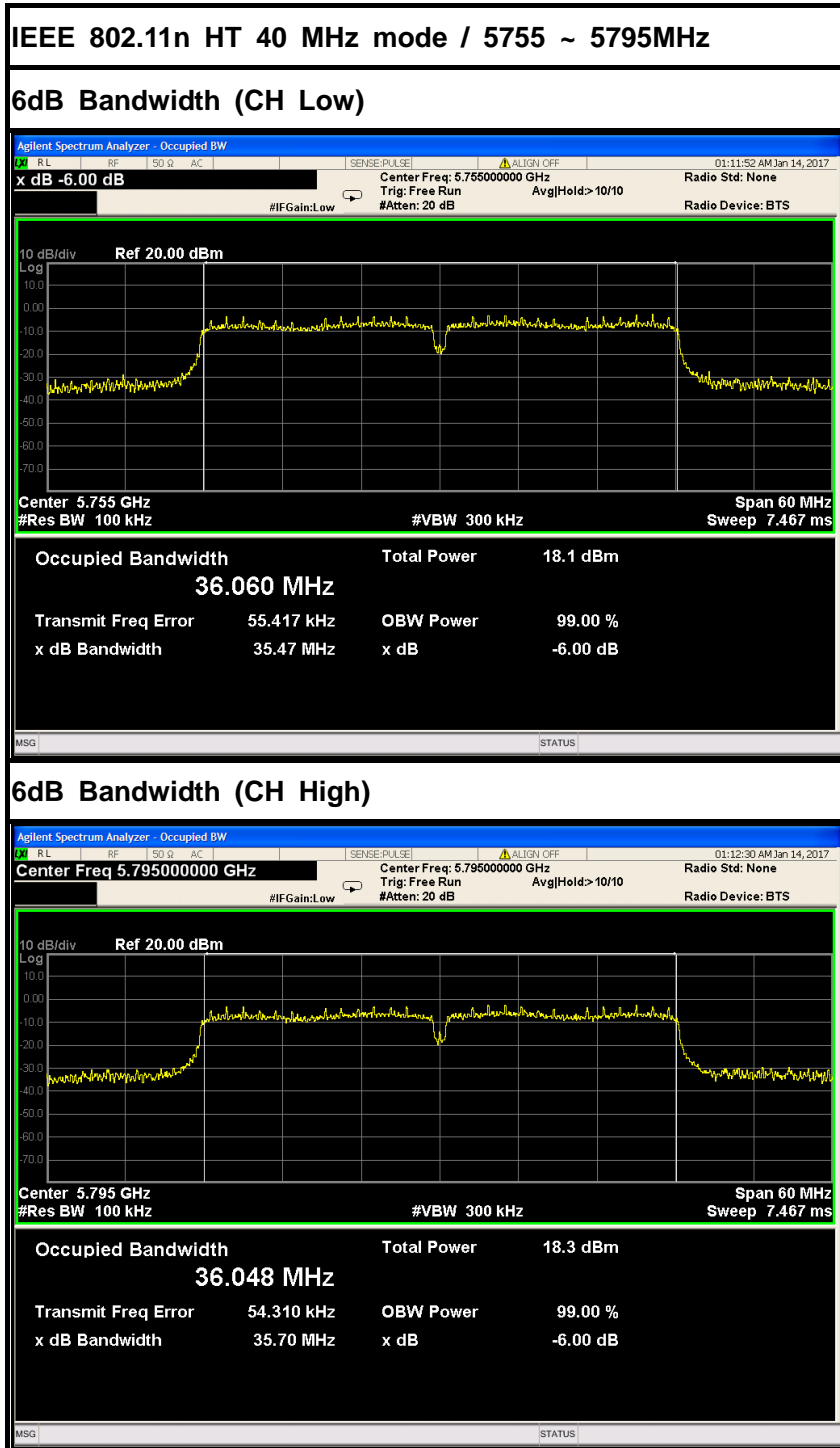 IEEE 802.11n HT 40 MHz mode / 5755 ~ 5795MHz
6dB Bandwidth (CH Low)
Agilent Spectrum Analyzer - Occupied BW
LXI RL RF 50 Ω AC SENSE:PULSE ALIGN OFF 01:11:52 AM Jan 14, 2017
x dB -6.00 dB Center Freq: 5.755000000 GHz Radio Std: None
Trig: Free Run Avg|Hold:>10/10
#IFGain:Low #Atten: 20 dB Radio Device: BTS
10 dB/div Ref 20.00 dBm
Log
10.0
0.00
-10.0
-20.0
-30.0
-40.0
-50.0
-60.0
-70.0
Center 5.755 GHz Span 60 MHz
#Res BW 100 kHz #VBW 300 kHz Sweep 7.467 ms
Occupied Bandwidth Total Power 18.1 dBm
36.060 MHz
Transmit Freq Error 55.417 kHz OBW Power 99.00 %
x dB Bandwidth 35.47 MHz x dB -6.00 dB
MSG STATUS
6dB Bandwidth (CH High)
Agilent Spectrum Analyzer - Occupied BW
LXI RL RF 50 Ω AC SENSE:PULSE ALIGN OFF 01:12:30 AM Jan 14, 2017
Center Freq 5.795000000 GHz Center Freq: 5.795000000 GHz Radio Std: None
Trig: Free Run Avg|Hold:>10/10
#IFGain:Low #Atten: 20 dB Radio Device: BTS
10 dB/div Ref 20.00 dBm
Log
10.0
0.00
-10.0
-20.0
-30.0
-40.0
-50.0
-60.0
-70.0
Center 5.795 GHz Span 60 MHz
#Res BW 100 kHz #VBW 300 kHz Sweep 7.467 ms
Occupied Bandwidth Total Power 18.3 dBm
36.048 MHz
Transmit Freq Error 54.310 kHz OBW Power 99.00 %
x dB Bandwidth 35.70 MHz x dB -6.00 dB
MSG STATUS